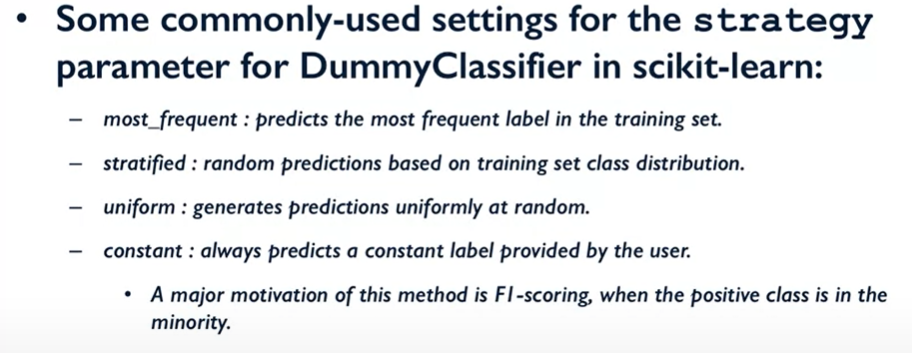 • Some commonly-used settings for the strategy
parameter for DummyClassifier in scikit-learn:
– most_frequent : predicts the most frequent label in the training set.
– stratified : random predictions based on training set class distribution.
– uniform : generates predictions uniformly at random.
– constant : always predicts a constant label provided by the user.
• A major motivation of this method is F1-scoring, when the positive class is in the
minority.